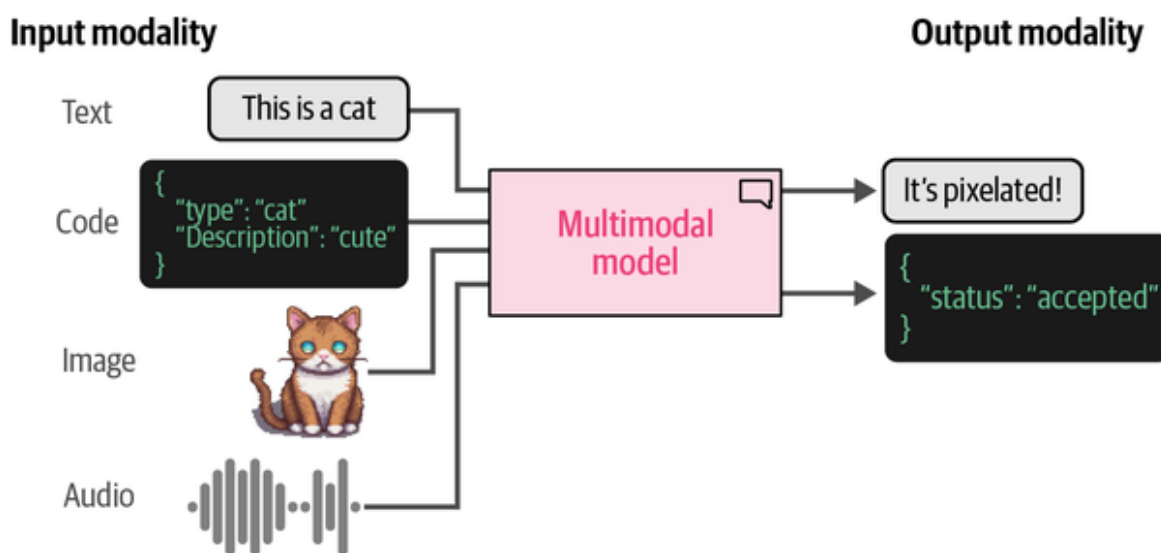 Input modality
Output modality
Text
This is a cat
Code
{
"type": "cat"
"Description": "cute"
}
Image
Audio
Multimodal
model
It's pixelated!
{
"status": "accepted"
}